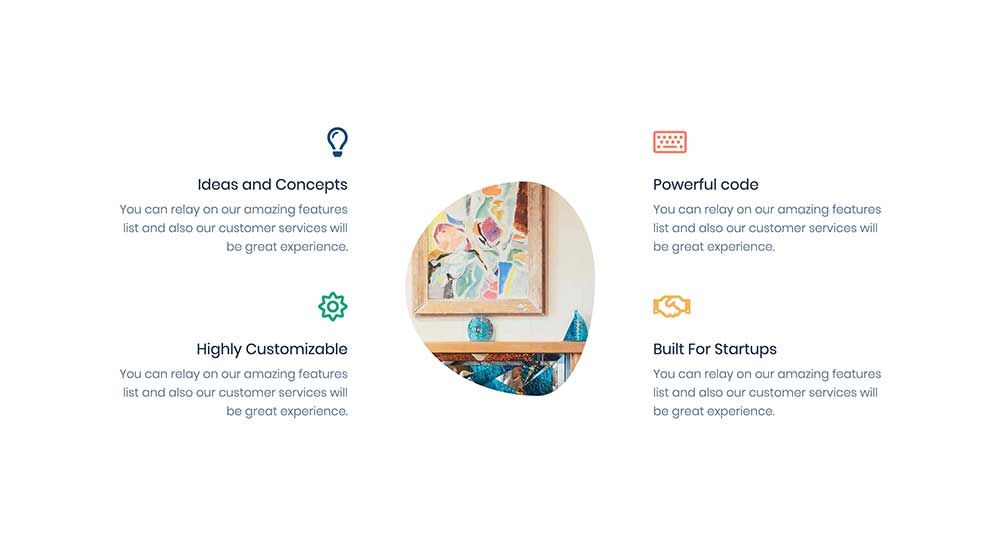 Ideas and Concepts
You can relay on our amazing features
list and also our customer services will
be great experience.
Highly Customizable
You can relay on our amazing features
list and also our customer services will
be great experience.
Powerful code
You can relay on our amazing features
list and also our customer services will
be great experience.
Built For Startups
You can relay on our amazing features
list and also our customer services will
be great experience.